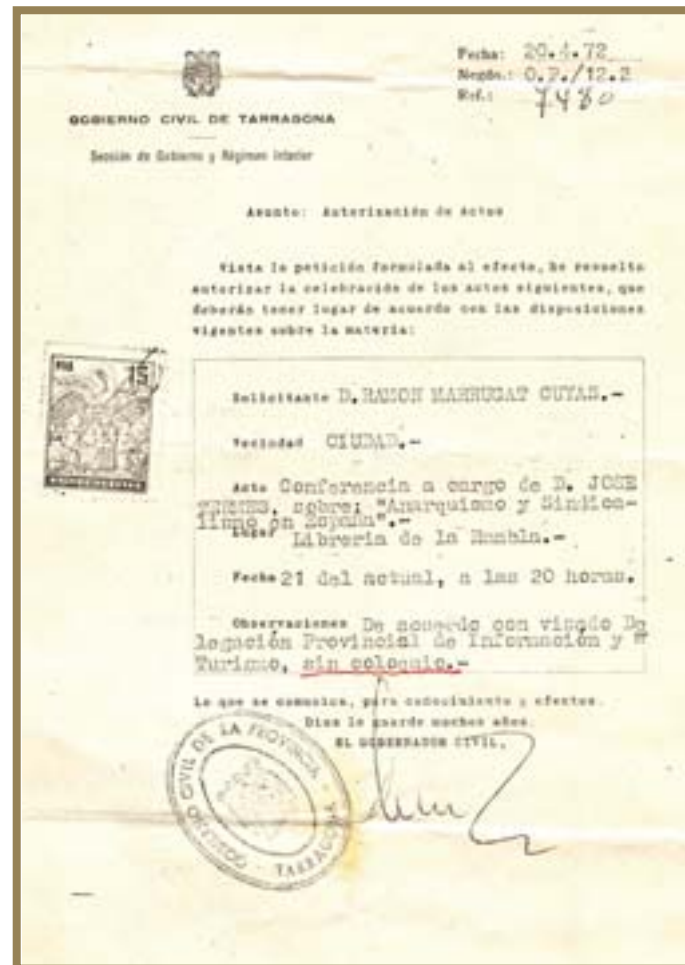 Fecha: 20.4.72
Negdo.: O.P./12.2
Ref.: 7480
GOBIERNO CIVIL DE TARRAGONA
Sección de Gobierno y Régimen Interior
Asunto: Autorización de Actos
Vista la petición formulada al efecto, he resuelto
autorizar la celebración de los actos siguientes, que
deberán tener lugar de acuerdo con las disposiciones
vigentes sobre la materia:
15
Solicitante D. RAMON MARRUGAT CUYAS.-
Vecindad CIUDAD.-
Acto Conferencia a cargo de D. JOSE
TERMES, sobre: "Anarquismo y Sindica-
lismo en España".-
Lugar Librería de la Rambla.-
Fecha 21 del actual, a las 20 horas.
Observaciones De acuerdo con visado De
legación Provincial de Información y
Turismo, sin coloquio.-
Lo que se comunica, para conocimiento y efectos.
Dios le guarde muchos años.
EL GOBERNADOR CIVIL,
GOBIERNO CIVIL DE LA PROVINCIA - TARRAGONA